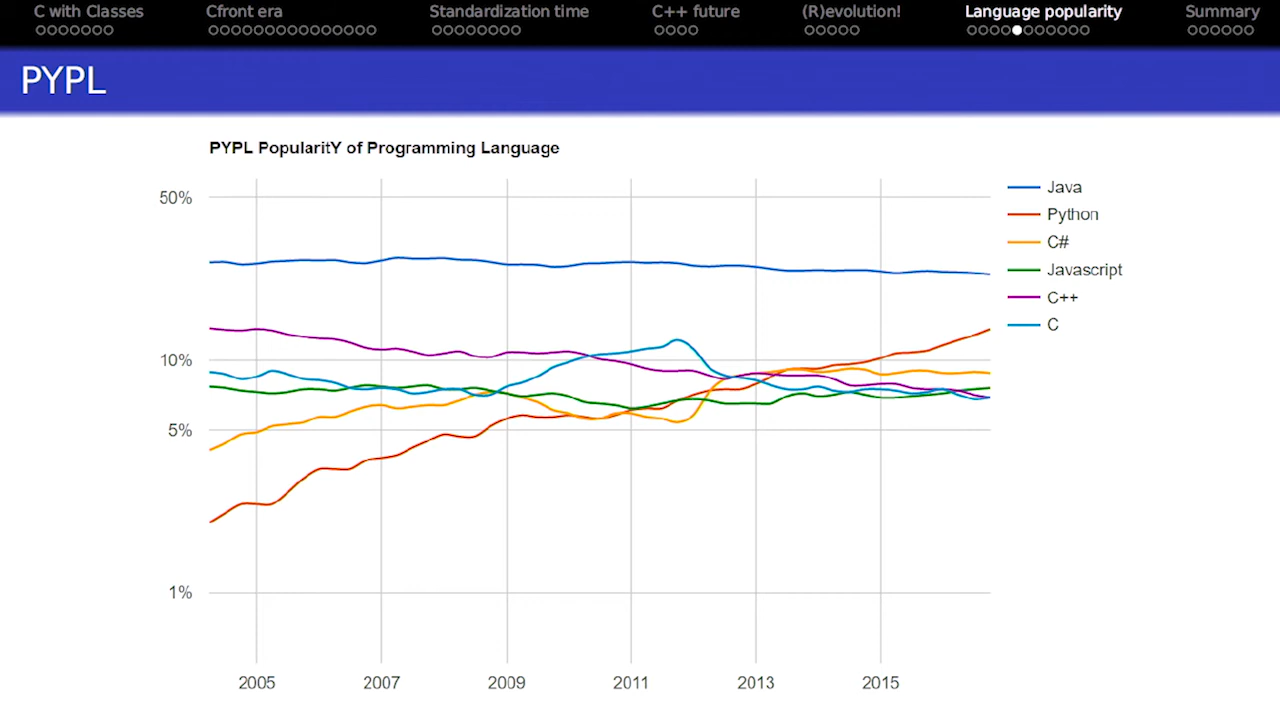 C with Classes Cfront era Standardization time C++ future (R)evolution! Language popularity Summary
PYPL
PYPL PopularitY of Programming Language
50%
10%
5%
1%
2005 2007 2009 2011 2013 2015
Java
Python
C#
Javascript
C++
C